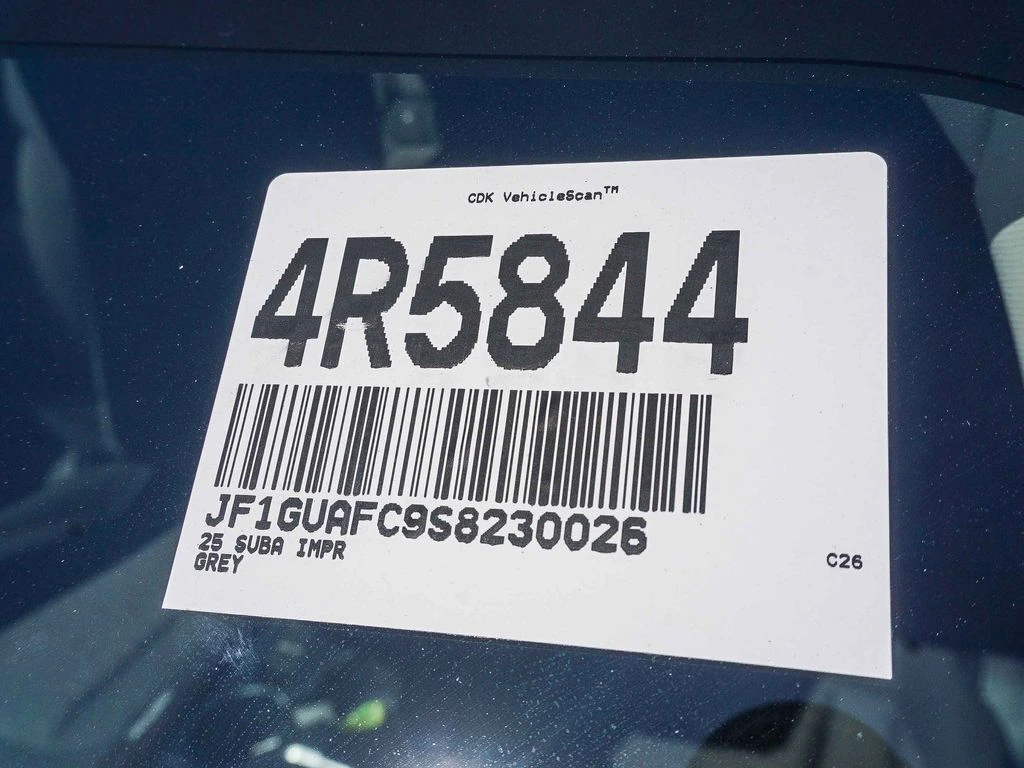 CDK VehicleScan™
4R5844
JF1GUAFC9S8230026
25 SUBA IMPR
GREY
C26